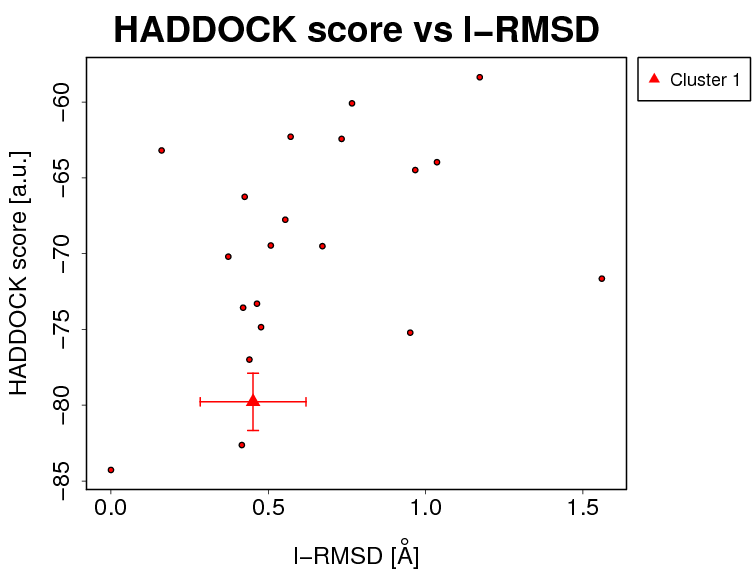 HADDOCK score vs l−RMSD
Cluster 1
HADDOCK score [a.u.]
−60
−65
−70
−75
−80
−85
0.0 0.5 1.0 1.5
l−RMSD [Å]